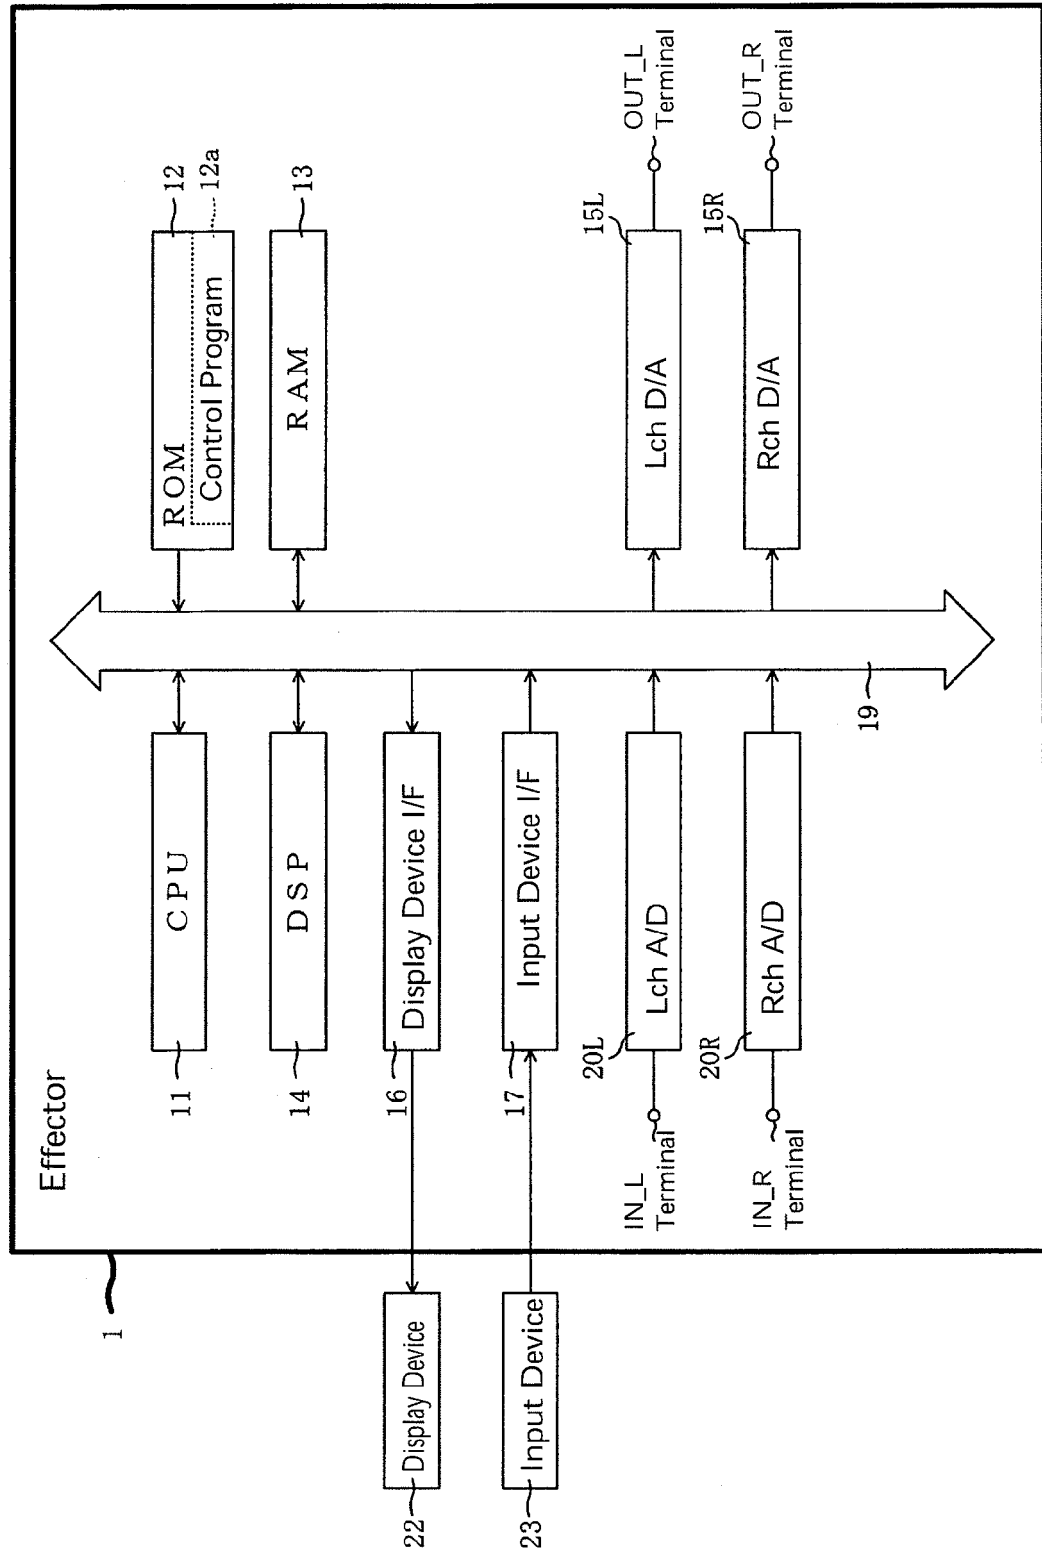 Effector
1
11
CPU
ROM
12
Control Program
12a
14
DSP
RAM
13
22
Display Device
16
Display Device I/F
23
Input Device
17
Input Device I/F
IN_L
Terminal
20L
Lch A/D
Lch D/A
15L
OUT_L
Terminal
IN_R
Terminal
20R
Rch A/D
Rch D/A
15R
OUT_R
Terminal
19